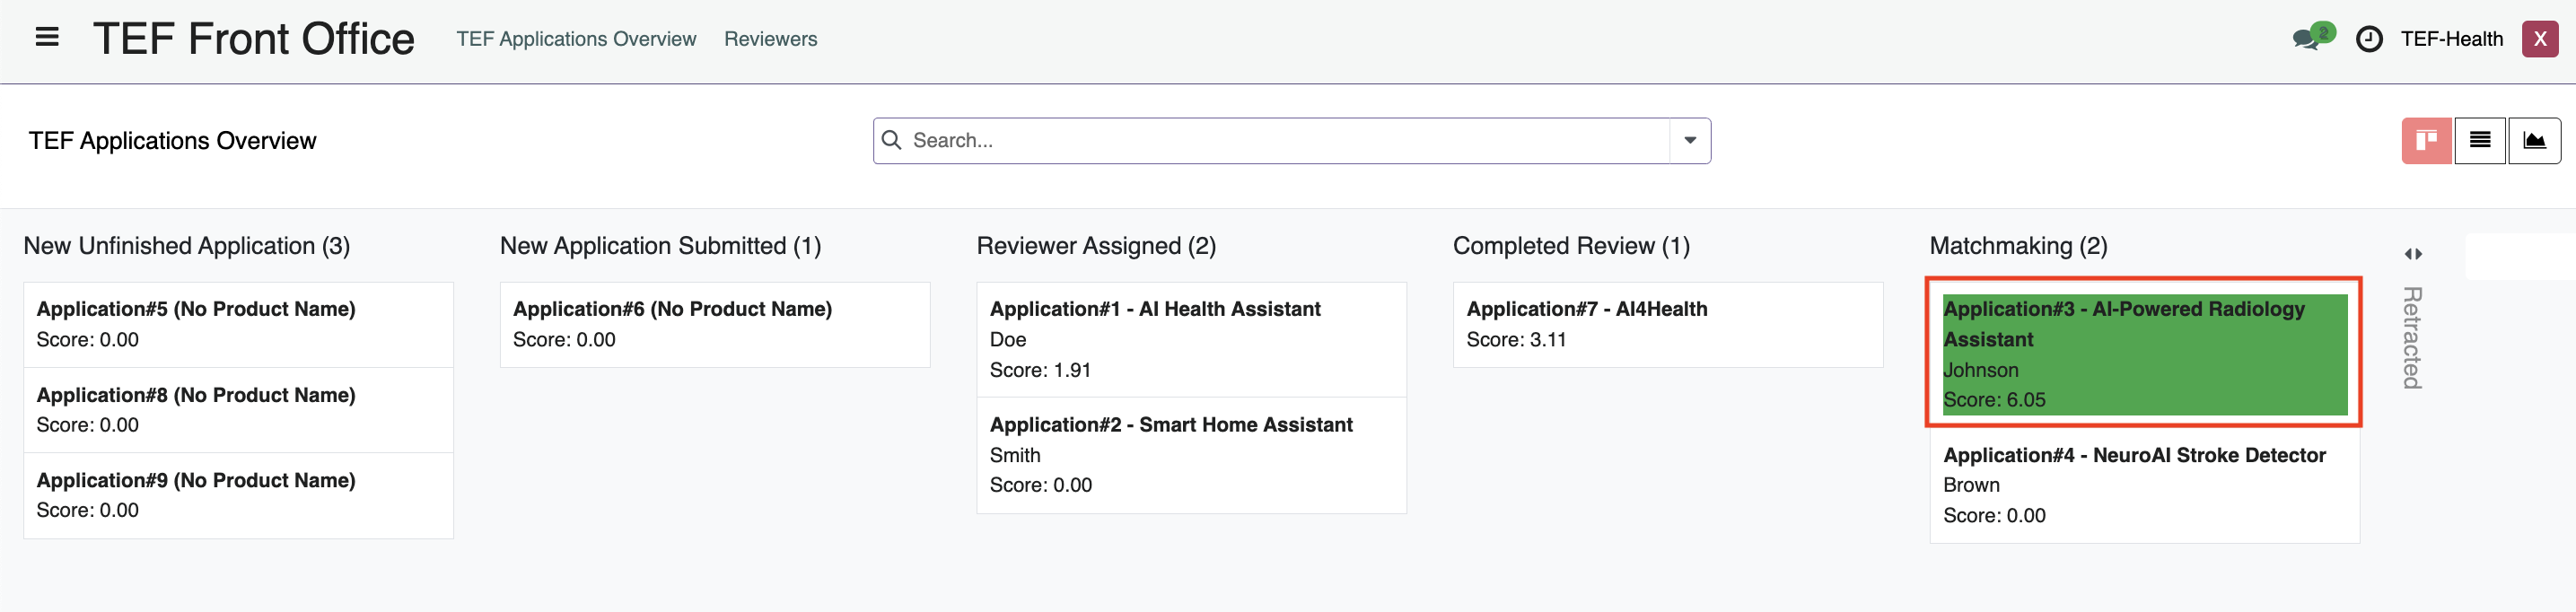 TEF Front Office
TEF Applications Overview
Reviewers
2
TEF-Health
X
TEF Applications Overview
Search...
New Unfinished Application (3)
Application#5 (No Product Name)
Score: 0.00
Application#8 (No Product Name)
Score: 0.00
Application#9 (No Product Name)
Score: 0.00
New Application Submitted (1)
Application#6 (No Product Name)
Score: 0.00
Reviewer Assigned (2)
Application#1 - AI Health Assistant
Doe
Score: 1.91
Application#2 - Smart Home Assistant
Smith
Score: 0.00
Completed Review (1)
Application#7 - AI4Health
Score: 3.11
Matchmaking (2)
Application#3 - AI-Powered Radiology
Assistant
Johnson
Score: 6.05
Application#4 - NeuroAI Stroke Detector
Brown
Score: 0.00
Retracted